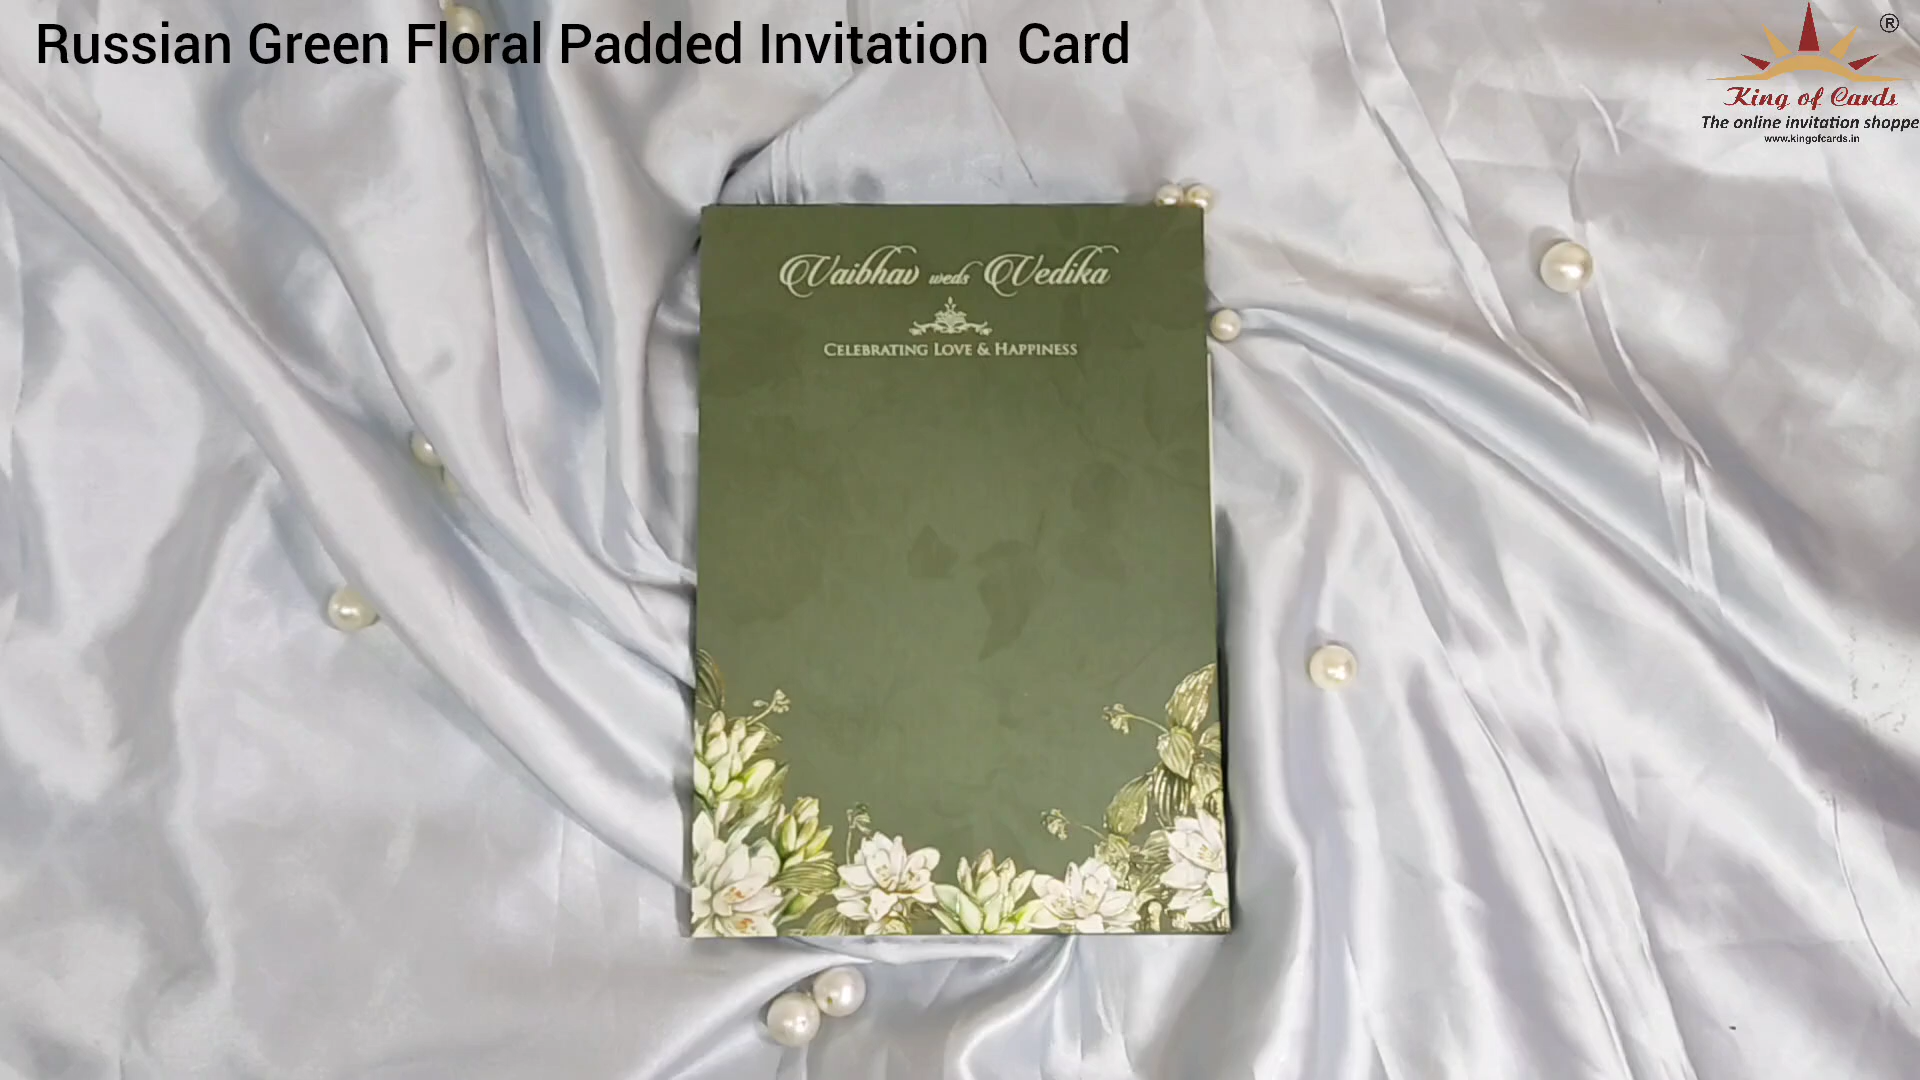 Russian Green Floral Padded Invitation Card
®
King of Cards
The online invitation shoppe
www.kingofcards.in
Vaibhav weds Vedika
CELEBRATING LOVE & HAPPINESS